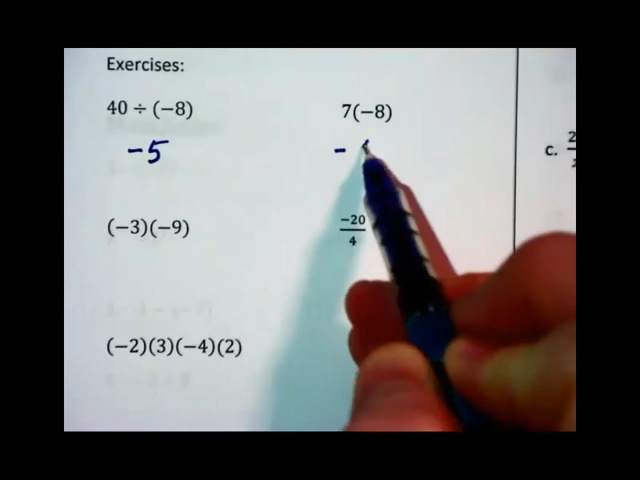 Exercises:
40 ÷ (−8)
7(−8)
-5
-
c.
(−3)(−9)
−20
4
(−2)(3)(−4)(2)